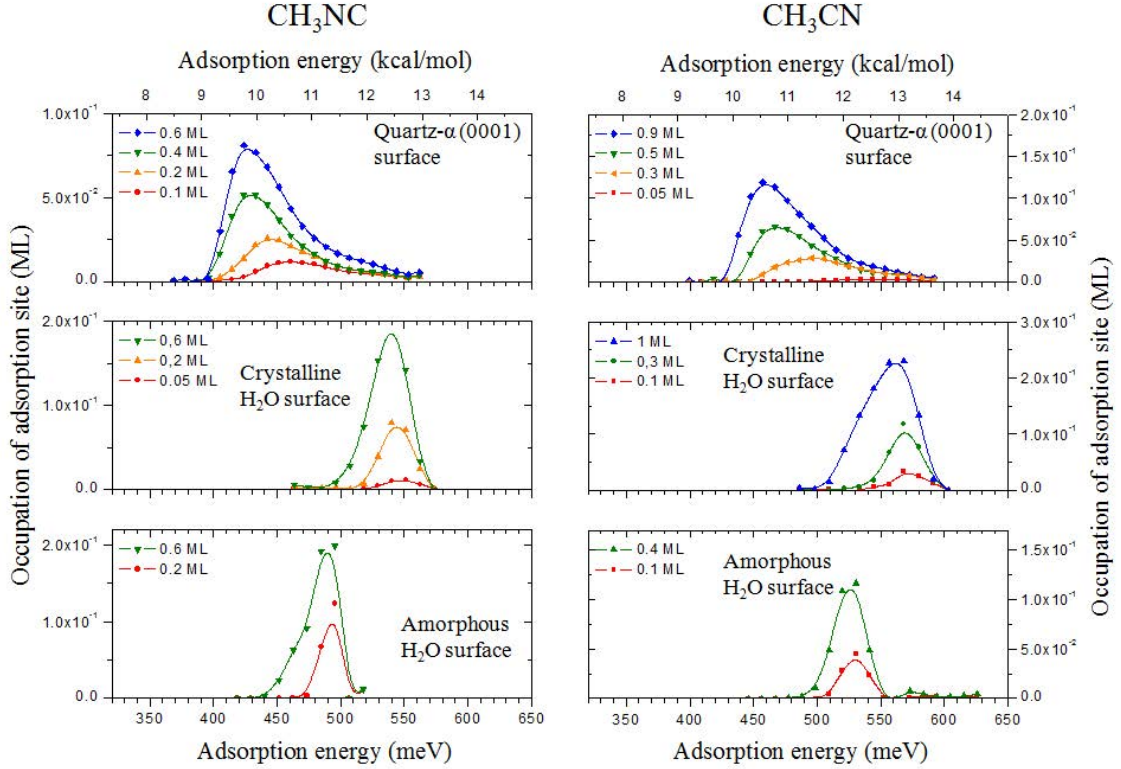 CH3NC
Adsorption energy (kcal/mol)
8 9 10 11 12 13 14
1.0x10-1
5.0x10-2
0.0
0.6 ML
0.4 ML
0.2 ML
0.1 ML
Quartz-α (0001)
surface
2.0x10-1
1.0x10-1
0.0
0,6 ML
0,2 ML
0.05 ML
Crystalline
H2O surface
2.0x10-1
1.0x10-1
0.0
0.6 ML
0.2 ML
Amorphous
H2O surface
350 400 450 500 550 600 650
Adsorption energy (meV)
Occupation of adsorption site (ML)
CH3CN
Adsorption energy (kcal/mol)
8 9 10 11 12 13 14
0.9 ML
0.5 ML
0.3 ML
0.05 ML
Quartz-α (0001)
surface
2.0x10-1
1.5x10-1
1.0x10-1
5.0x10-2
0.0
1 ML
0,3 ML
0.1 ML
Crystalline
H2O surface
3.0x10-1
2.0x10-1
1.0x10-1
0.0
0.4 ML
0.1 ML
Amorphous
H2O surface
1.5x10-1
1.0x10-1
5.0x10-2
0.0
350 400 450 500 550 600 650
Adsorption energy (meV)
Occupation of adsorption site (ML)